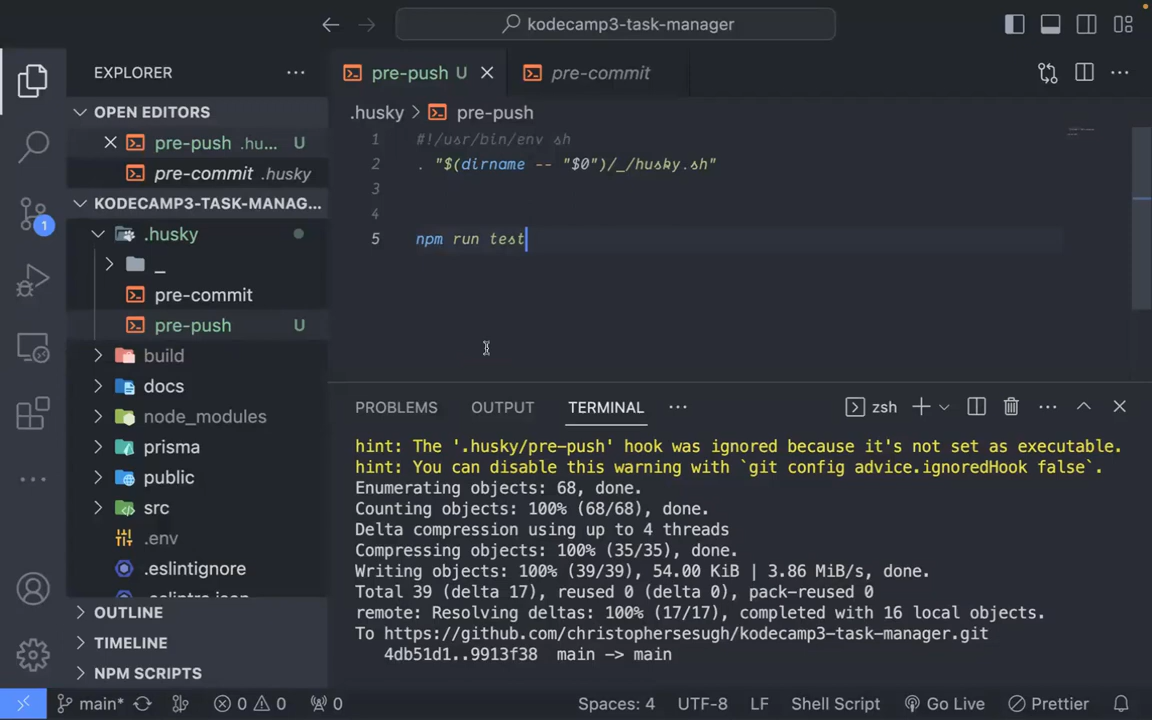 kodecamp3-task-manager
EXPLORER
OPEN EDITORS
pre-push .hu... U
pre-commit .husky
KODECAMP3-TASK-MANAG...
.husky
_
pre-commit
pre-push U
build
docs
node_modules
prisma
public
src
.env
.eslintignore
OUTLINE
TIMELINE
NPM SCRIPTS
1
pre-push U
pre-commit
.husky > pre-push
1 #!/usr/bin/env sh
2 . "$(dirname -- "$0")/_/husky.sh"
3
4
5 npm run test
PROBLEMS OUTPUT TERMINAL
zsh
hint: The '.husky/pre-push' hook was ignored because it's not set as executable.
hint: You can disable this warning with `git config advice.ignoredHook false`.
Enumerating objects: 68, done.
Counting objects: 100% (68/68), done.
Delta compression using up to 4 threads
Compressing objects: 100% (35/35), done.
Writing objects: 100% (39/39), 54.00 KiB | 3.86 MiB/s, done.
Total 39 (delta 17), reused 0 (delta 0), pack-reused 0
remote: Resolving deltas: 100% (17/17), completed with 16 local objects.
To https://github.com/christophersesugh/kodecamp3-task-manager.git
4db51d1..9913f38 main -> main
main* 0 0 0 Spaces: 4 UTF-8 LF Shell Script Go Live Prettier